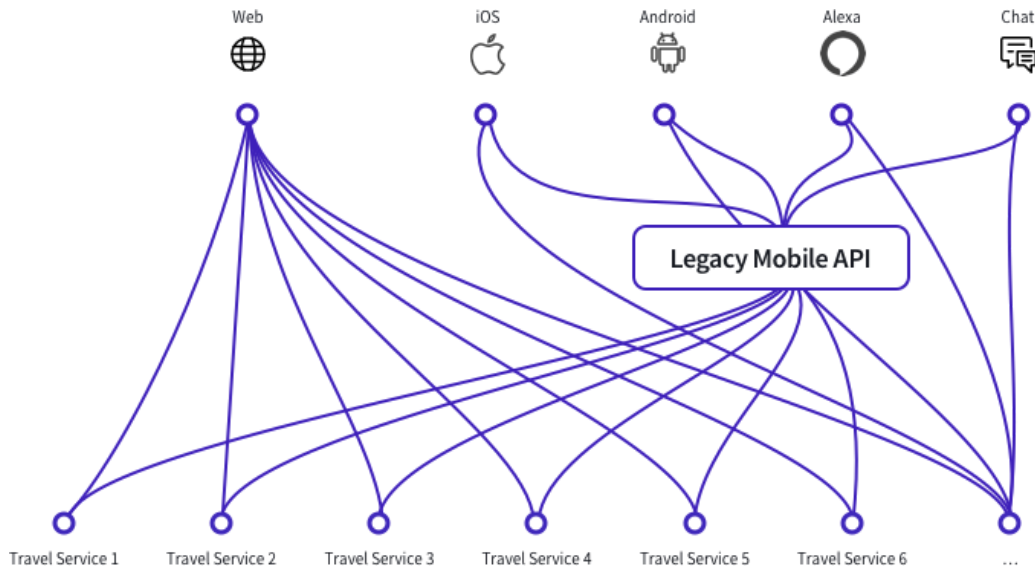 Web
iOS
Android
Alexa
Chat
Legacy Mobile API
Travel Service 1
Travel Service 2
Travel Service 3
Travel Service 4
Travel Service 5
Travel Service 6
...